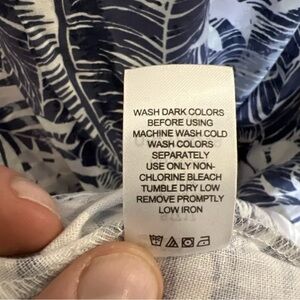 WASH DARK COLORS
BEFORE USING
MACHINE WASH COLD
WASH COLORS
SEPARATELY
USE ONLY NON-
CHLORINE BLEACH
TUMBLE DRY LOW
REMOVE PROMPTLY
LOW IRON